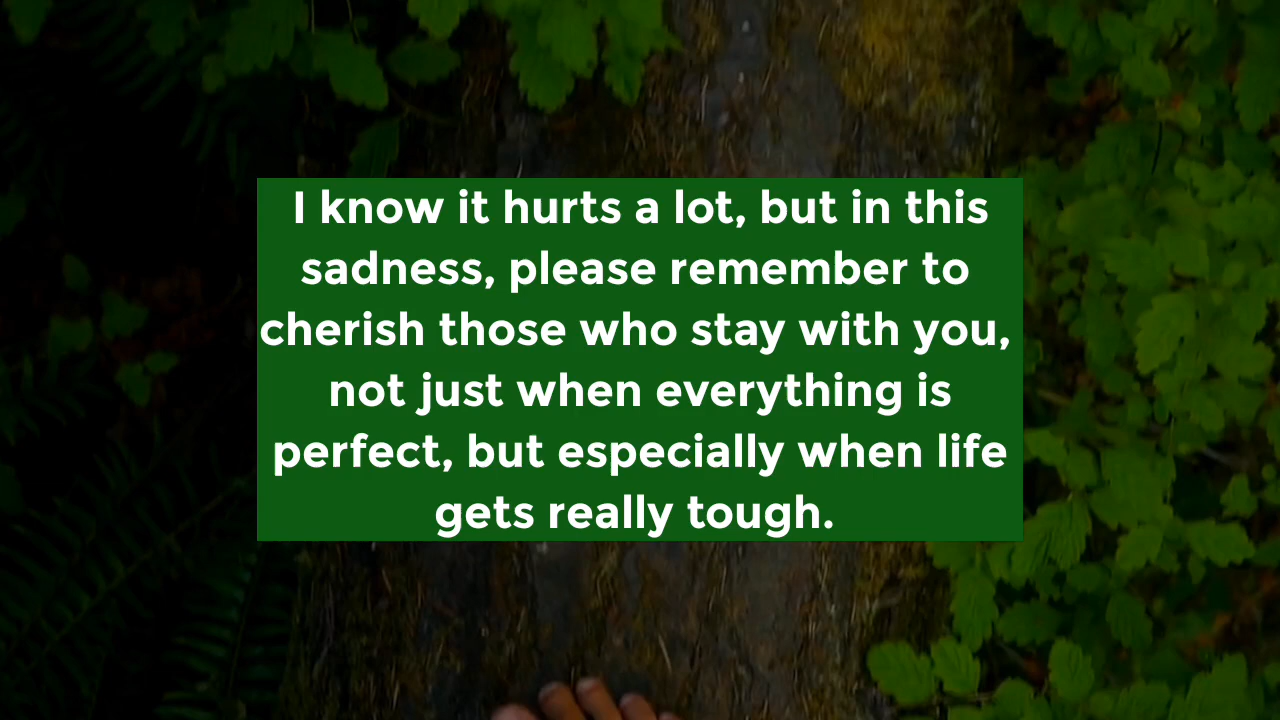 I know it hurts a lot, but in this
sadness, please remember to
cherish those who stay with you,
not just when everything is
perfect, but especially when life
gets really tough.